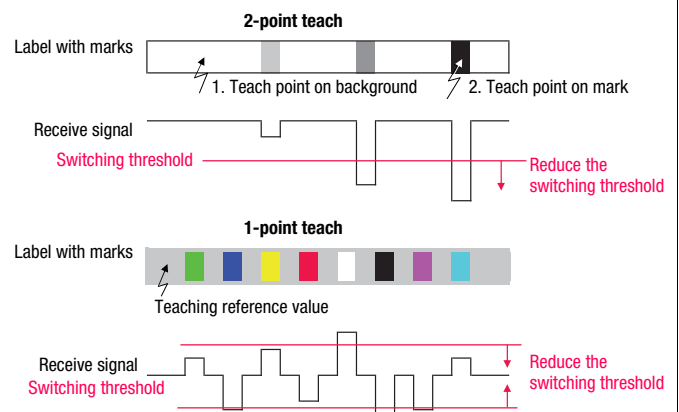 2-point teach
Label with marks
1. Teach point on background
2. Teach point on mark
Receive signal
Switching threshold
Reduce the
switching threshold
1-point teach
Label with marks
Teaching reference value
Receive signal
Switching threshold
Reduce the
switching threshold